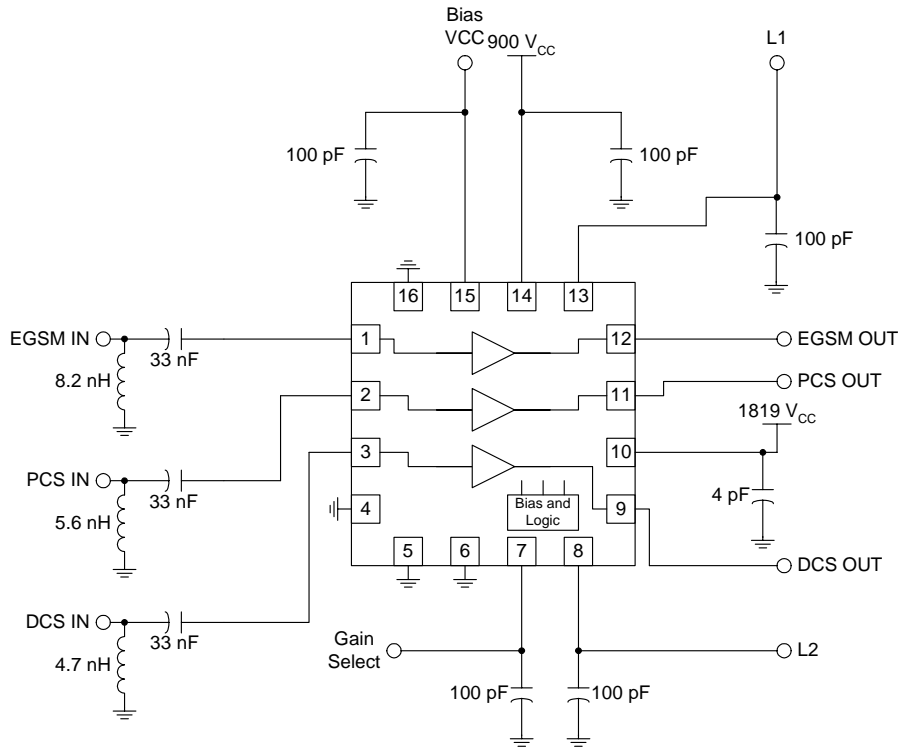 Bias
VCC
900 VCC
L1
100 pF
100 pF
100 pF
16
15
14
13
EGSM IN
33 nF
8.2 nH
1
12
EGSM OUT
PCS OUT
2
11
1819 VCC
3
10
PCS IN
33 nF
5.6 nH
4
Bias and
Logic
9
4 pF
5
6
7
8
DCS OUT
DCS IN
33 nF
4.7 nH
Gain
Select
L2
100 pF
100 pF